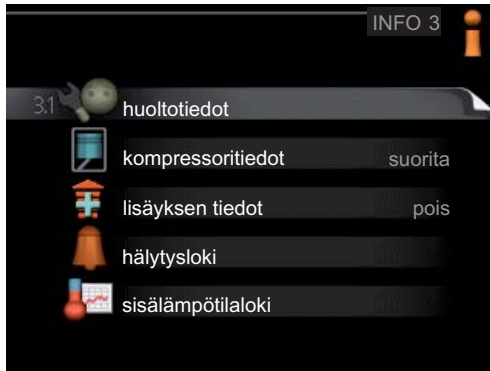 INFO 3
3.1 huoltotiedot
kompressoritiedot suorita
lisäyksen tiedot pois
hälytysloki
sisälämpötilaloki